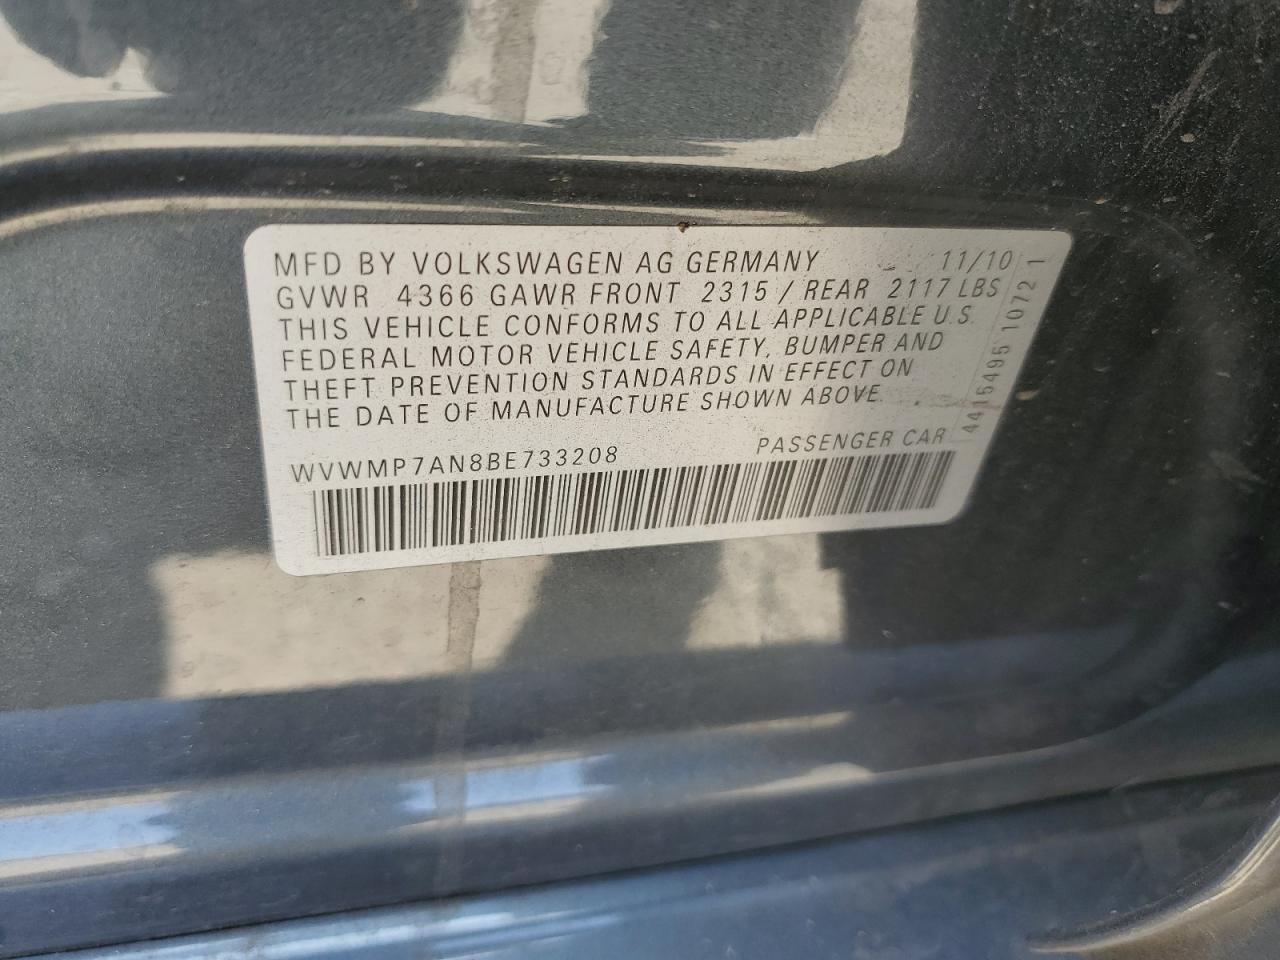 MFD BY VOLKSWAGEN AG GERMANY 11/10
GVWR 4366 GAWR FRONT 2315 / REAR 2117 LBS
THIS VEHICLE CONFORMS TO ALL APPLICABLE U.S.
FEDERAL MOTOR VEHICLE SAFETY, BUMPER AND
THEFT PREVENTION STANDARDS IN EFFECT ON
THE DATE OF MANUFACTURE SHOWN ABOVE.
WVWMP7AN8BE733208 PASSENGER CAR
4416495 1072 1